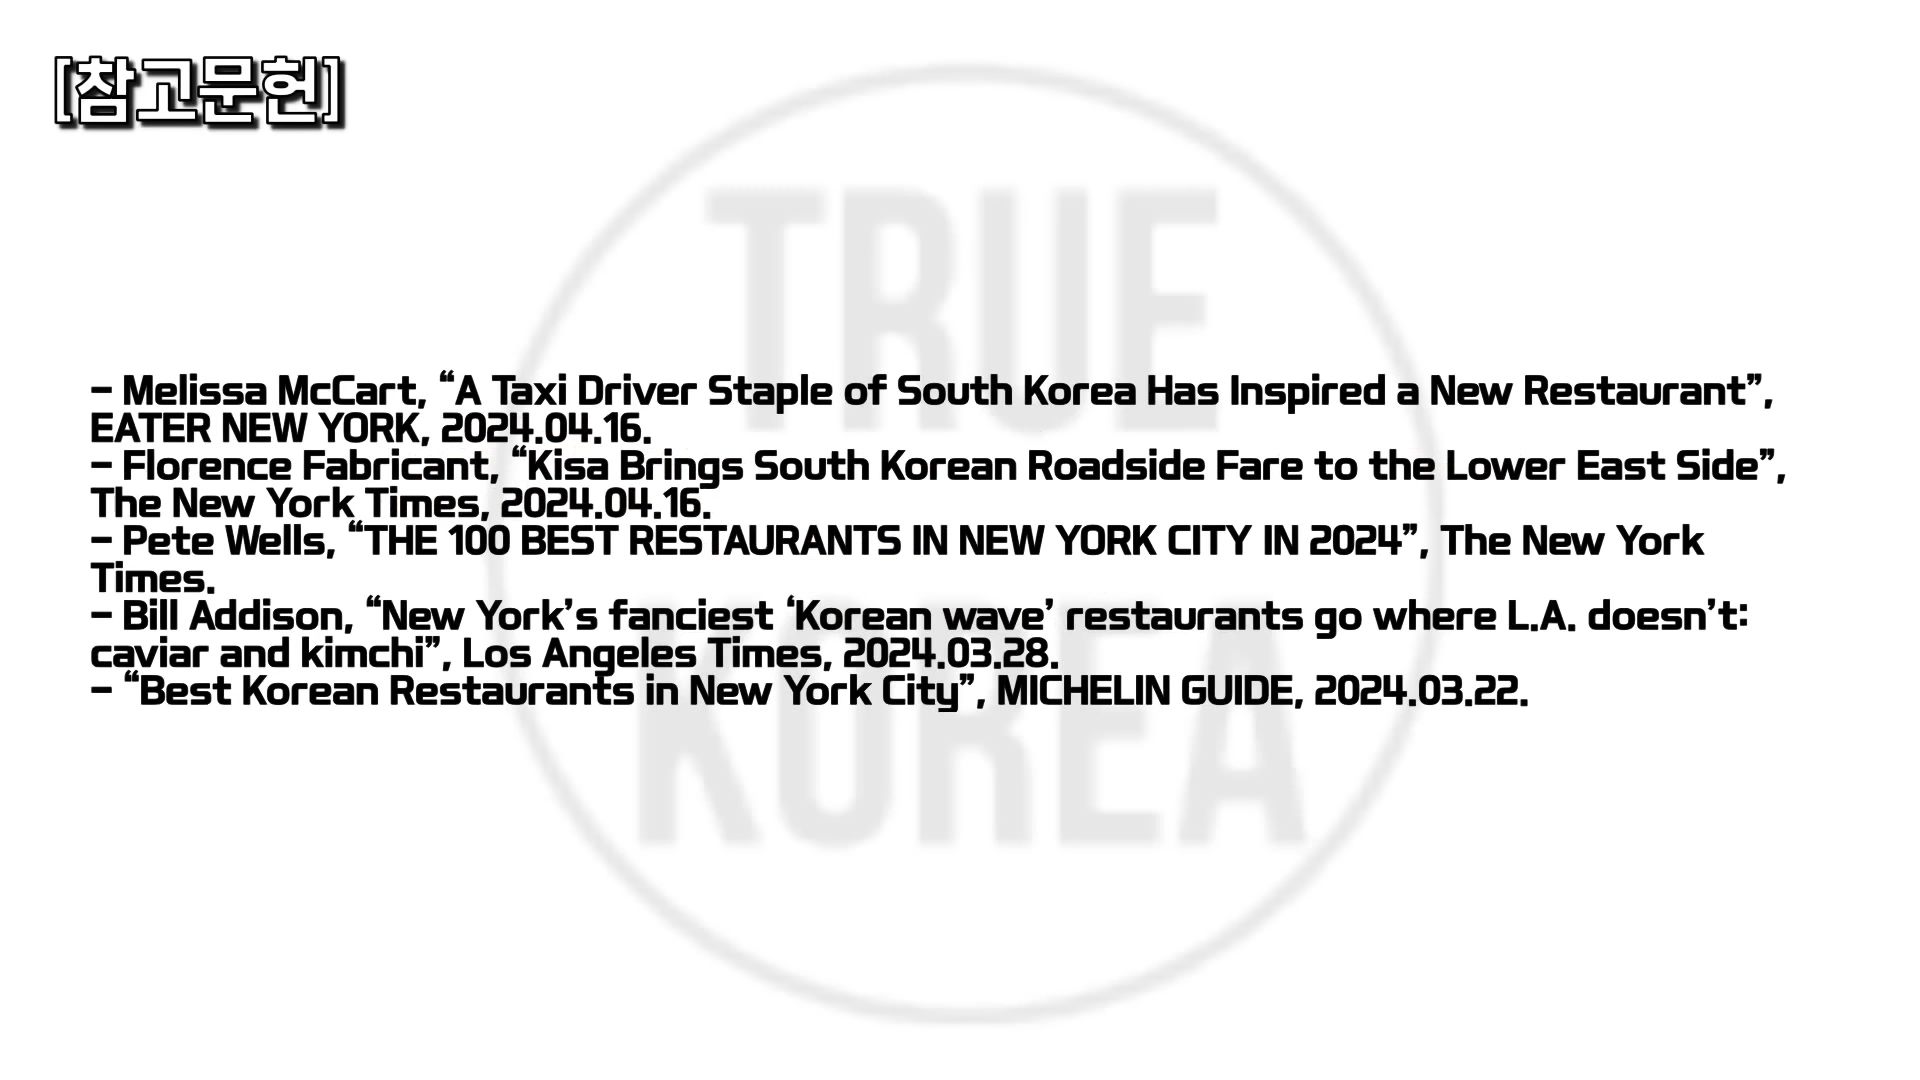 [참고문헌]
TRUE
KOREA
– Melissa McCart, “A Taxi Driver Staple of South Korea Has Inspired a New Restaurant”,
EATER NEW YORK, 2024.04.16.
– Florence Fabricant, “Kisa Brings South Korean Roadside Fare to the Lower East Side”,
The New York Times, 2024.04.16.
– Pete Wells, “THE 100 BEST RESTAURANTS IN NEW YORK CITY IN 2024”, The New York
Times.
– Bill Addison, “New York’s fanciest ‘Korean wave’ restaurants go where L.A. doesn’t:
caviar and kimchi”, Los Angeles Times, 2024.03.28.
– “Best Korean Restaurants in New York City”, MICHELIN GUIDE, 2024.03.22.